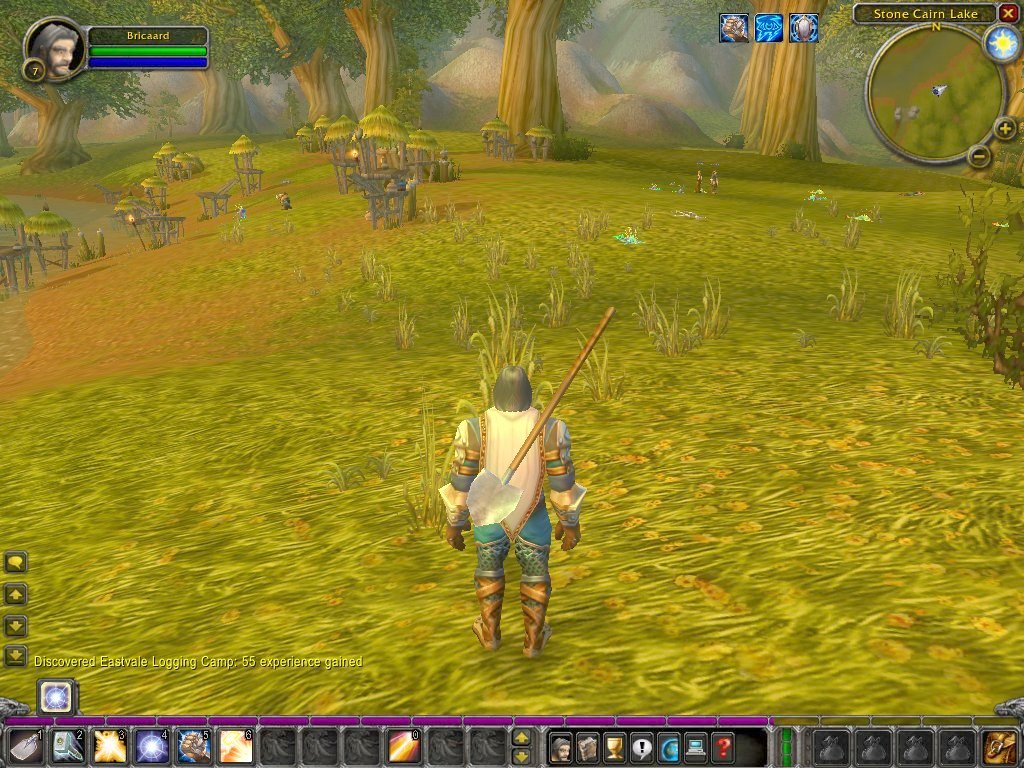 Bricaard
7
Stone Cairn Lake
N
Discovered Eastvale Logging Camp: 55 experience gained
1 2 3 4 5 6 0